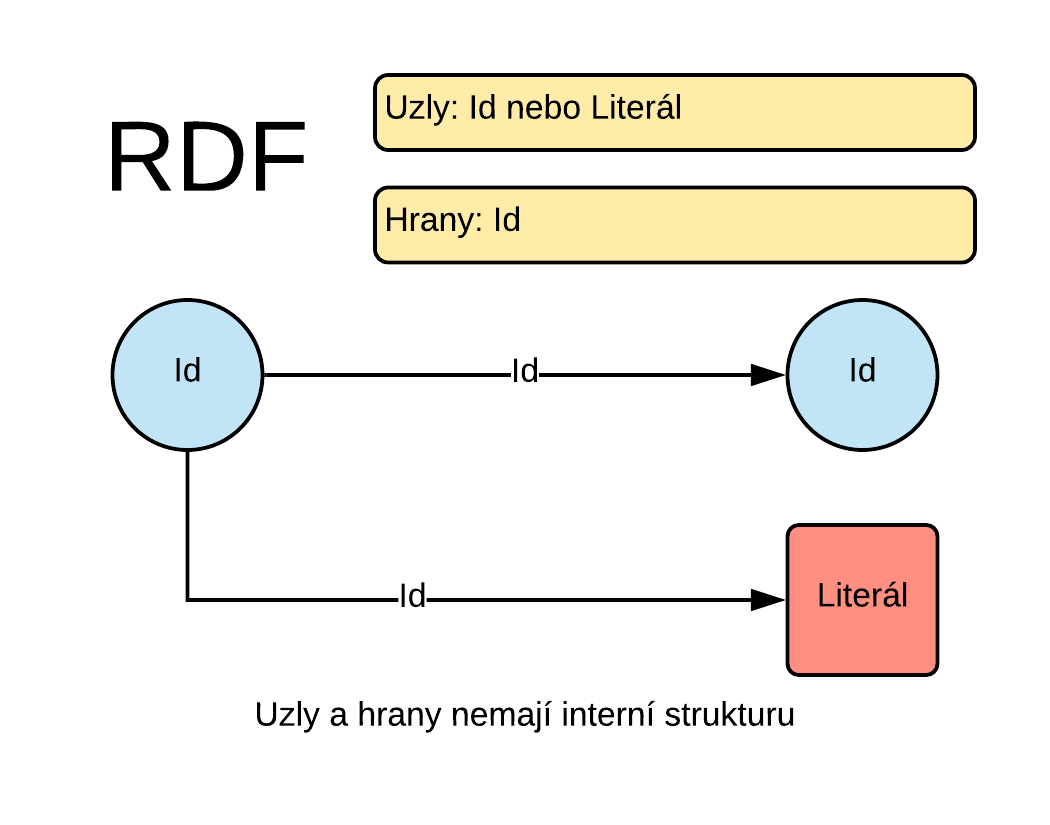 RDF
Uzly: Id nebo Literál
Hrany: Id
Id
Id
Id
Id
Literál
Uzly a hrany nemají interní strukturu